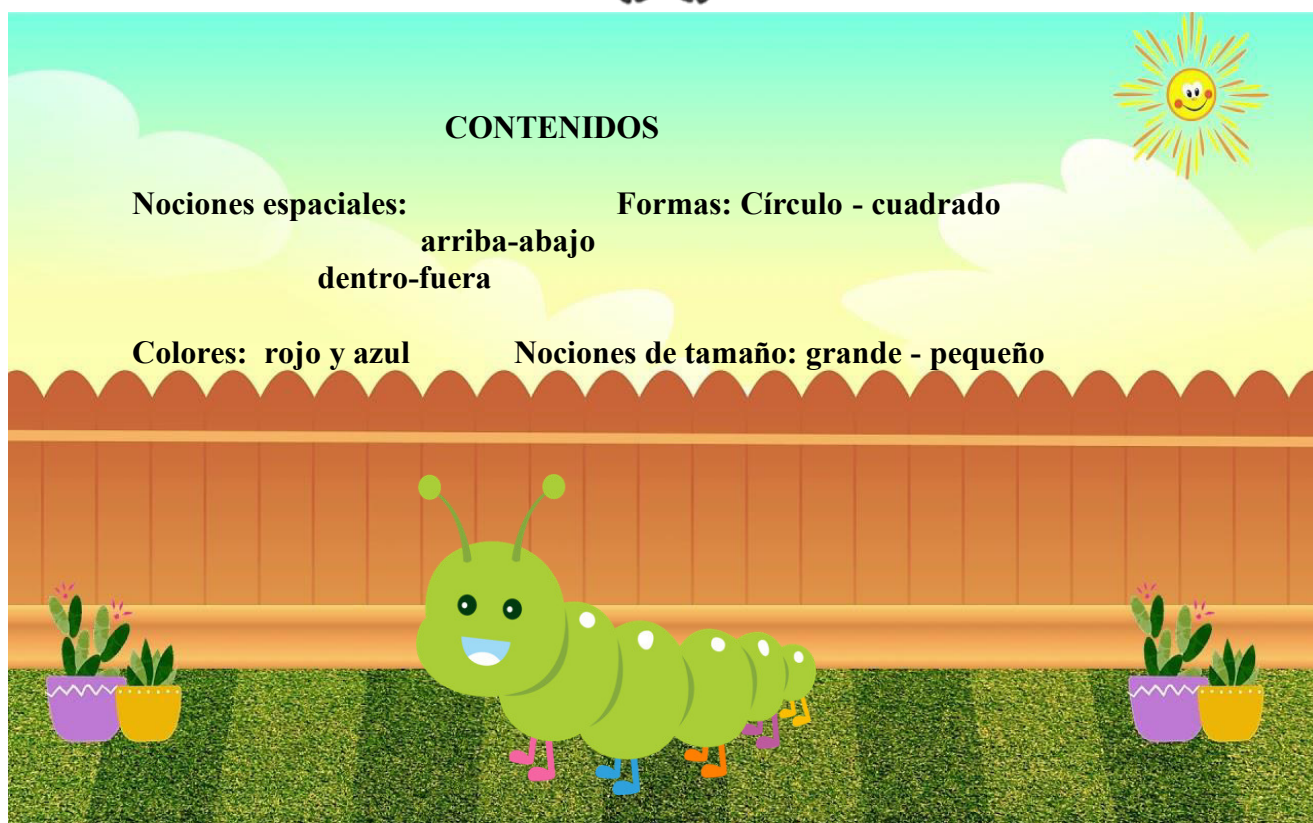 CONTENIDOS
Nociones espaciales: Formas: Círculo - cuadrado
arriba-abajo
dentro-fuera
Colores: rojo y azul Nociones de tamaño: grande - pequeño